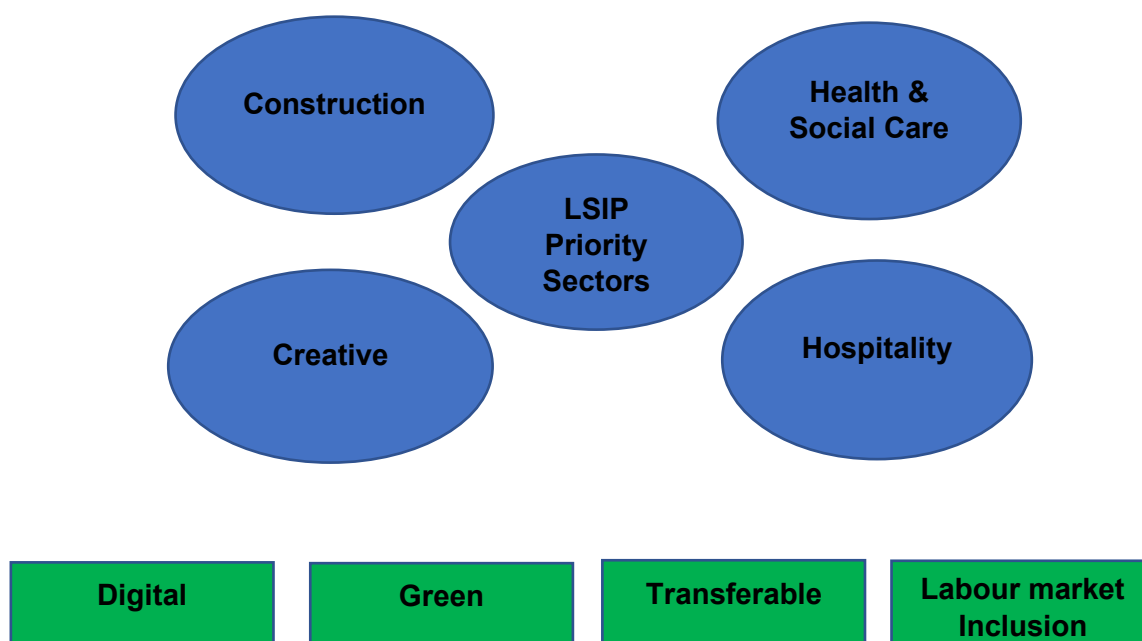 Construction
Health &
Social Care
LSIP
Priority
Sectors
Creative
Hospitality
Digital
Green
Transferable
Labour market
Inclusion